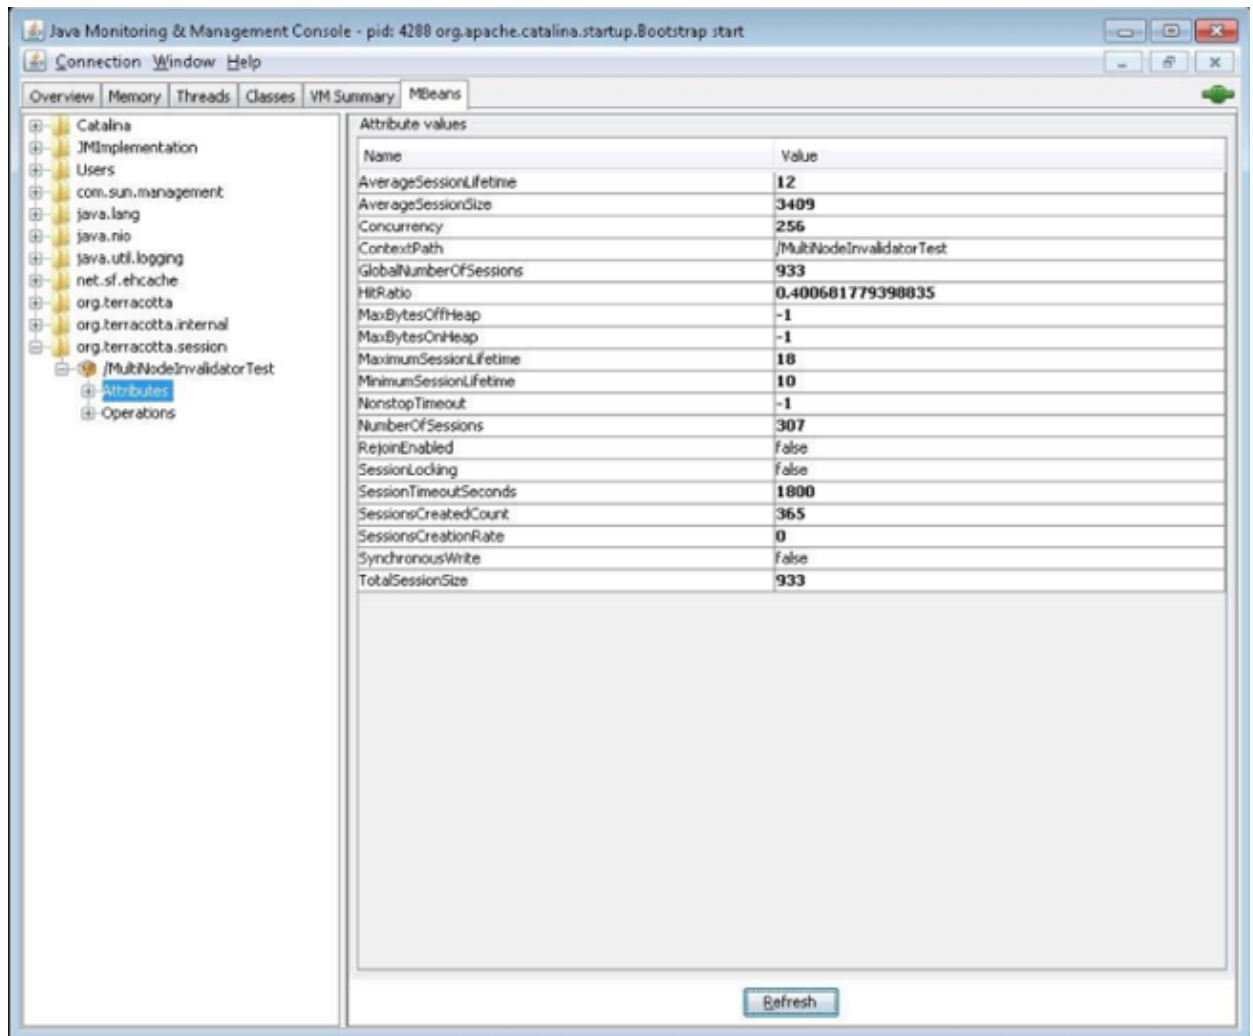 Java Monitoring & Management Console - pid: 4288 org.apache.catalina.startup.Bootstrap start
Connection Window Help
Overview Memory Threads Classes VM Summary MBeans
Catalina
JMImplementation
Users
com.sun.management
java.lang
java.nio
java.util.logging
net.sf.ehcache
org.terracotta
org.terracotta.internal
org.terracotta.session
/MultiNodeInvalidatorTest
Attributes
Operations
Attribute values
Name Value
AverageSessionLifetime 12
AverageSessionSize 3409
Concurrency 256
ContextPath /MultiNodeInvalidatorTest
GlobalNumberOfSessions 933
HitRatio 0.400681779398835
MaxBytesOffHeap -1
MaxBytesOnHeap -1
MaximumSessionLifetime 18
MinimumSessionLifetime 10
NonstopTimeout -1
NumberOfSessions 307
RejoinEnabled false
SessionLocking false
SessionTimeoutSeconds 1800
SessionsCreatedCount 365
SessionsCreationRate 0
SynchronousWrite false
TotalSessionSize 933
Refresh